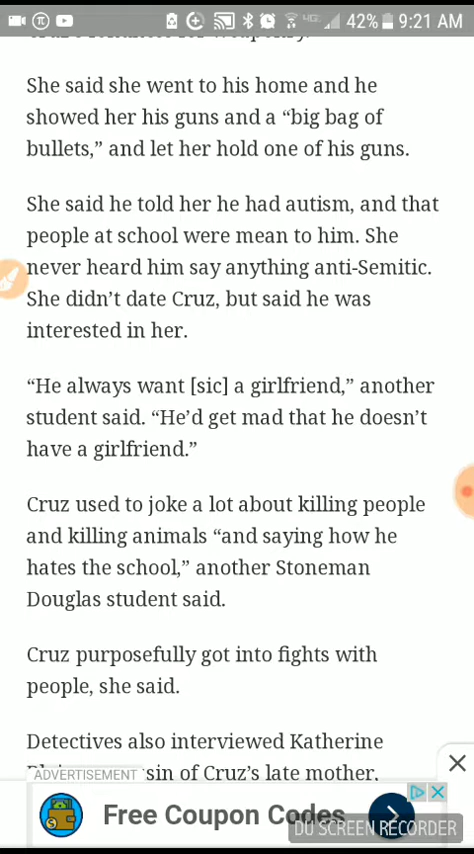 42% 9:21 AM
She said she went to his home and he
showed her his guns and a “big bag of
bullets,” and let her hold one of his guns.
She said he told her he had autism, and that
people at school were mean to him. She
never heard him say anything anti-Semitic.
She didn’t date Cruz, but said he was
interested in her.
“He always want [sic] a girlfriend,” another
student said. “He’d get mad that he doesn’t
have a girlfriend.”
Cruz used to joke a lot about killing people
and killing animals “and saying how he
hates the school,” another Stoneman
Douglas student said.
Cruz purposefully got into fights with
people, she said.
Detectives also interviewed Katherine
of Cruz’s late mother,
ADVERTISEMENT
Free Coupon Codes
DU SCREEN RECORDER